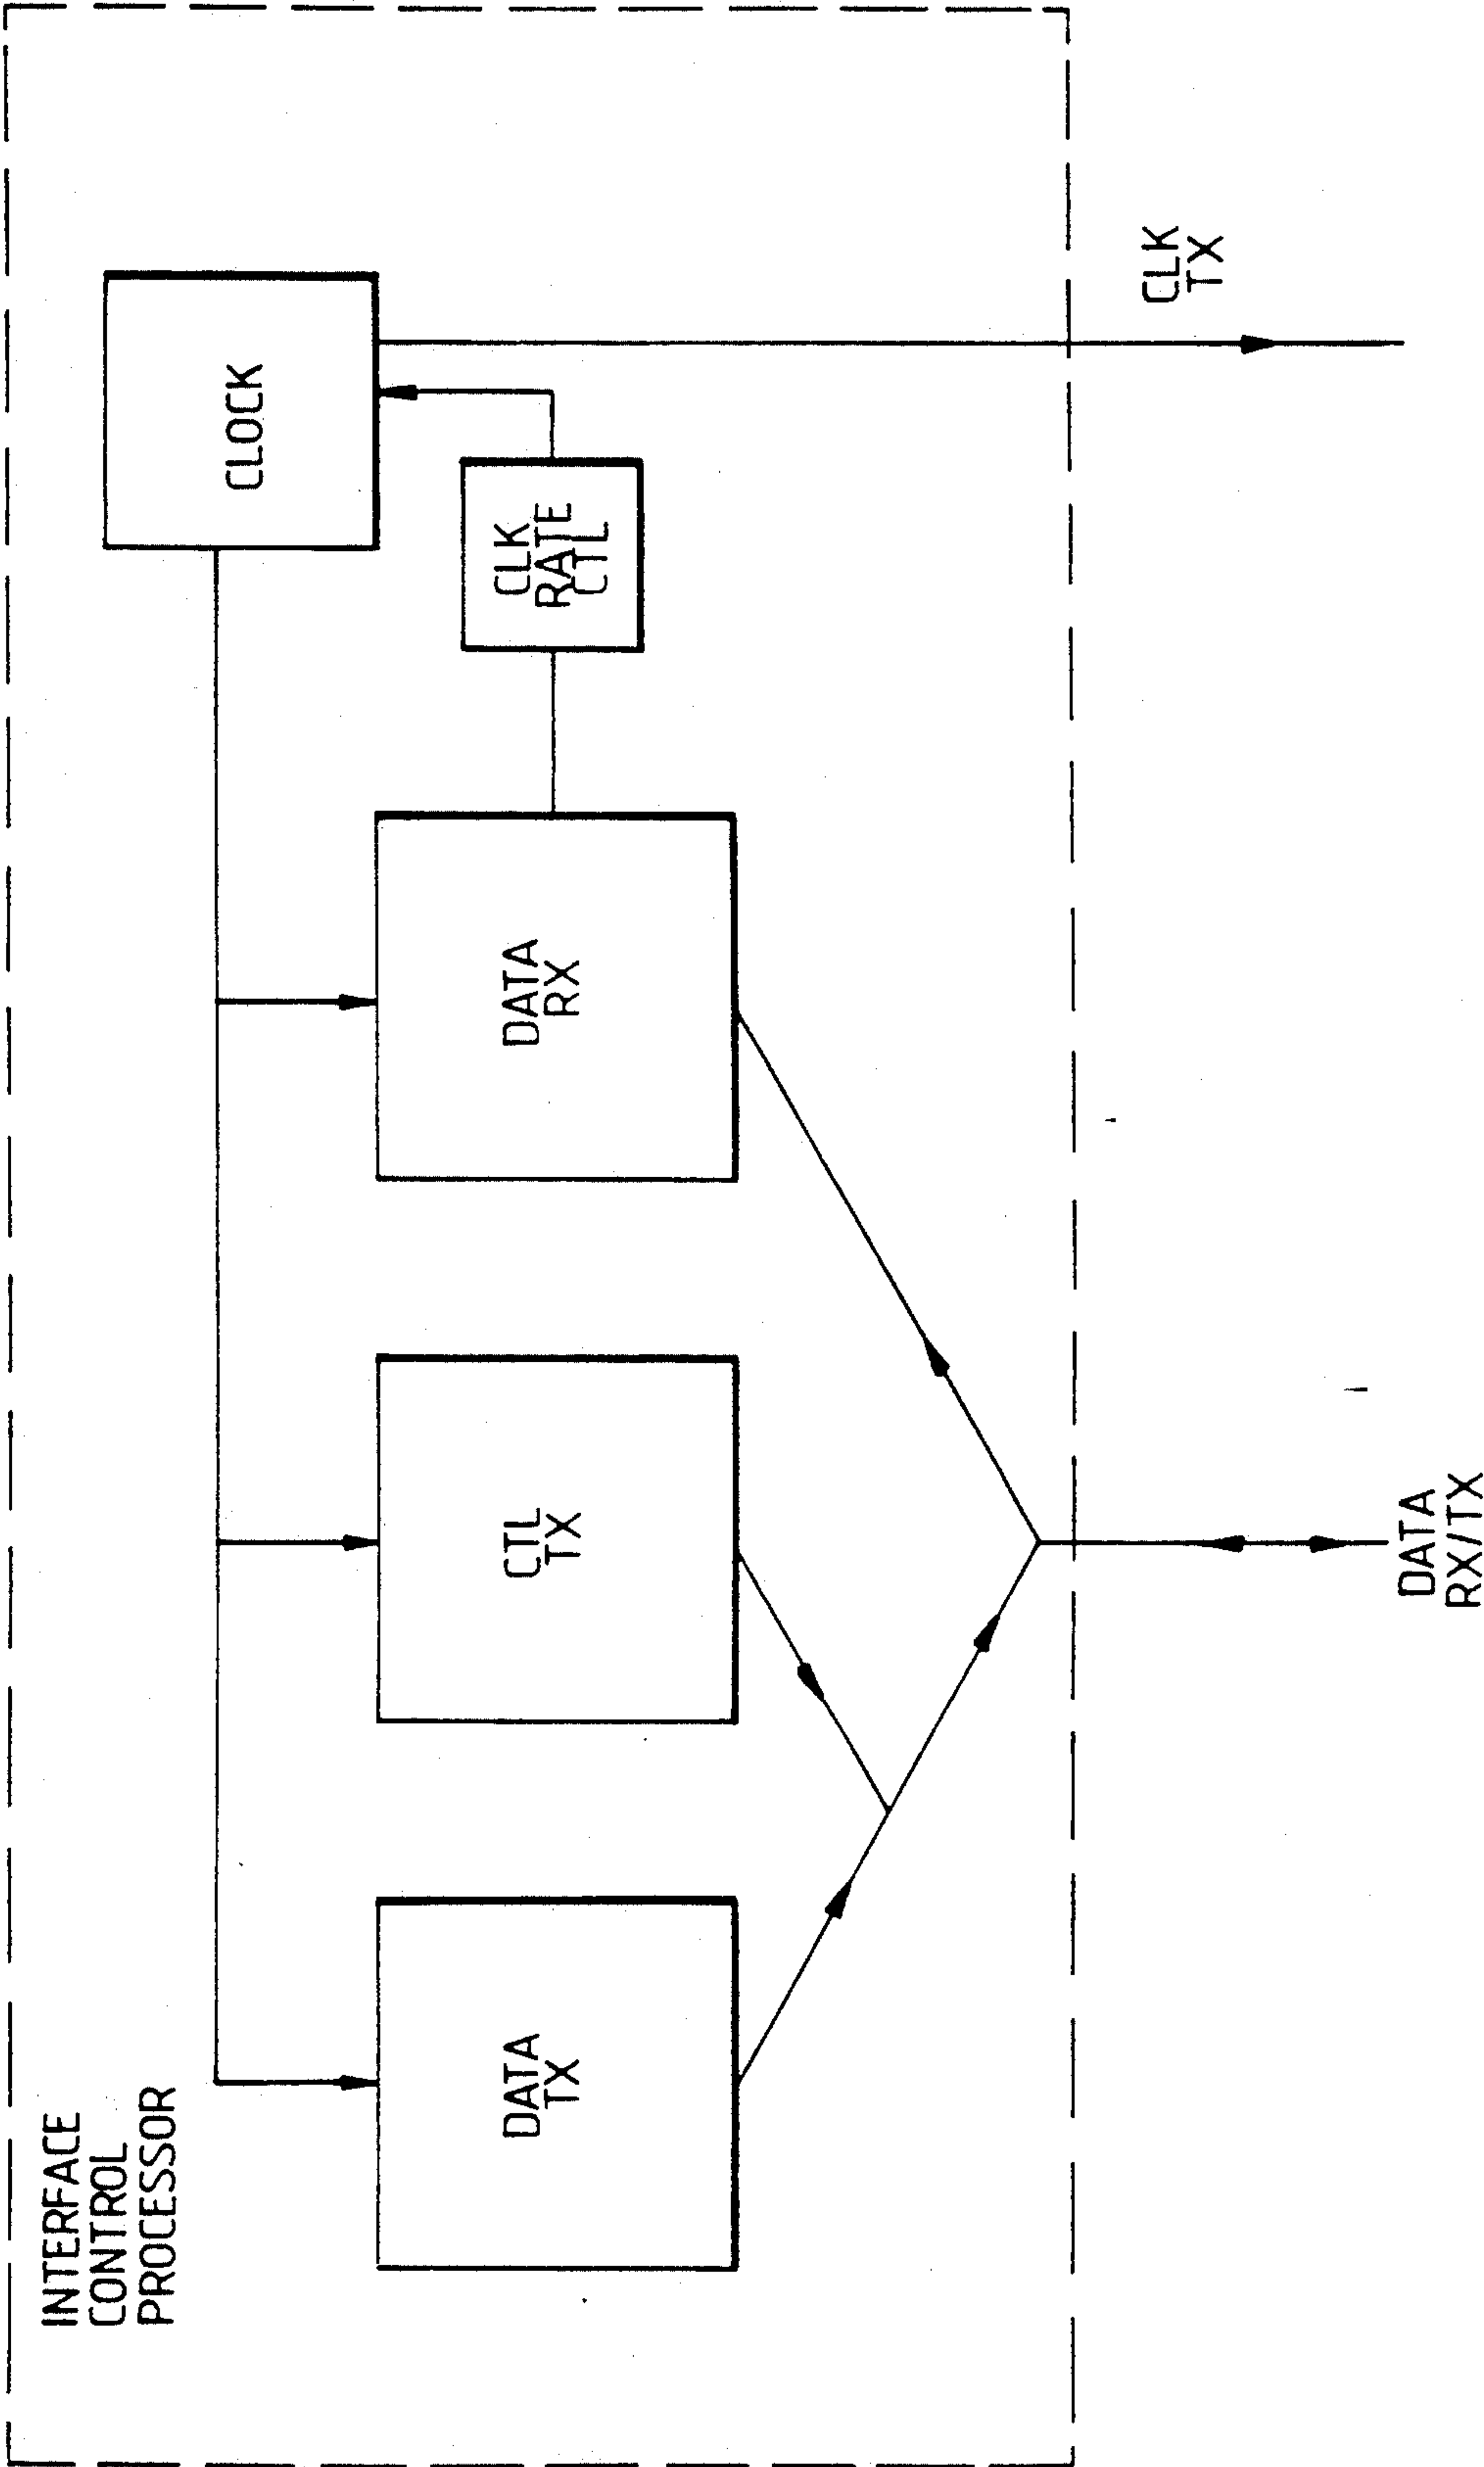 INTERFACE
CONTROL
PROCESSOR
CLOCK
DATA
TX
CTL
TX
DATA
RX
CLK
RATE
CTL
DATA
RX/TX
CLK
TX